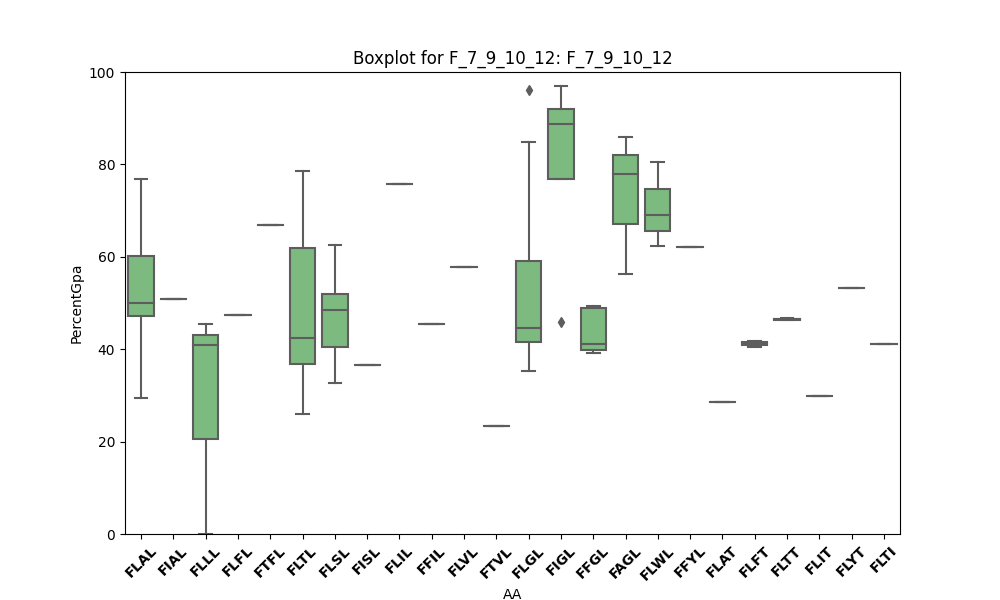 Boxplot for F_7_9_10_12: F_7_9_10_12
100
80
60
40
20
0
PercentGpa
FLAL FIAL FLLL FLFL FTFL FLTL FLSL FISL FLIL FFIL FLVL FTVL FLGL FIGL FFGL FAGL FLWL FFYL FLAT FLFT FLTT FLIT FLYT FLTI
AA